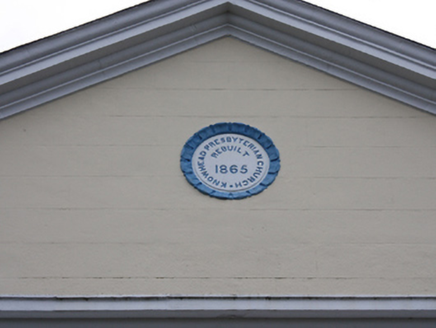 KNOWHEAD PRESBYTERIAN CHURCH
REBUILT
1865